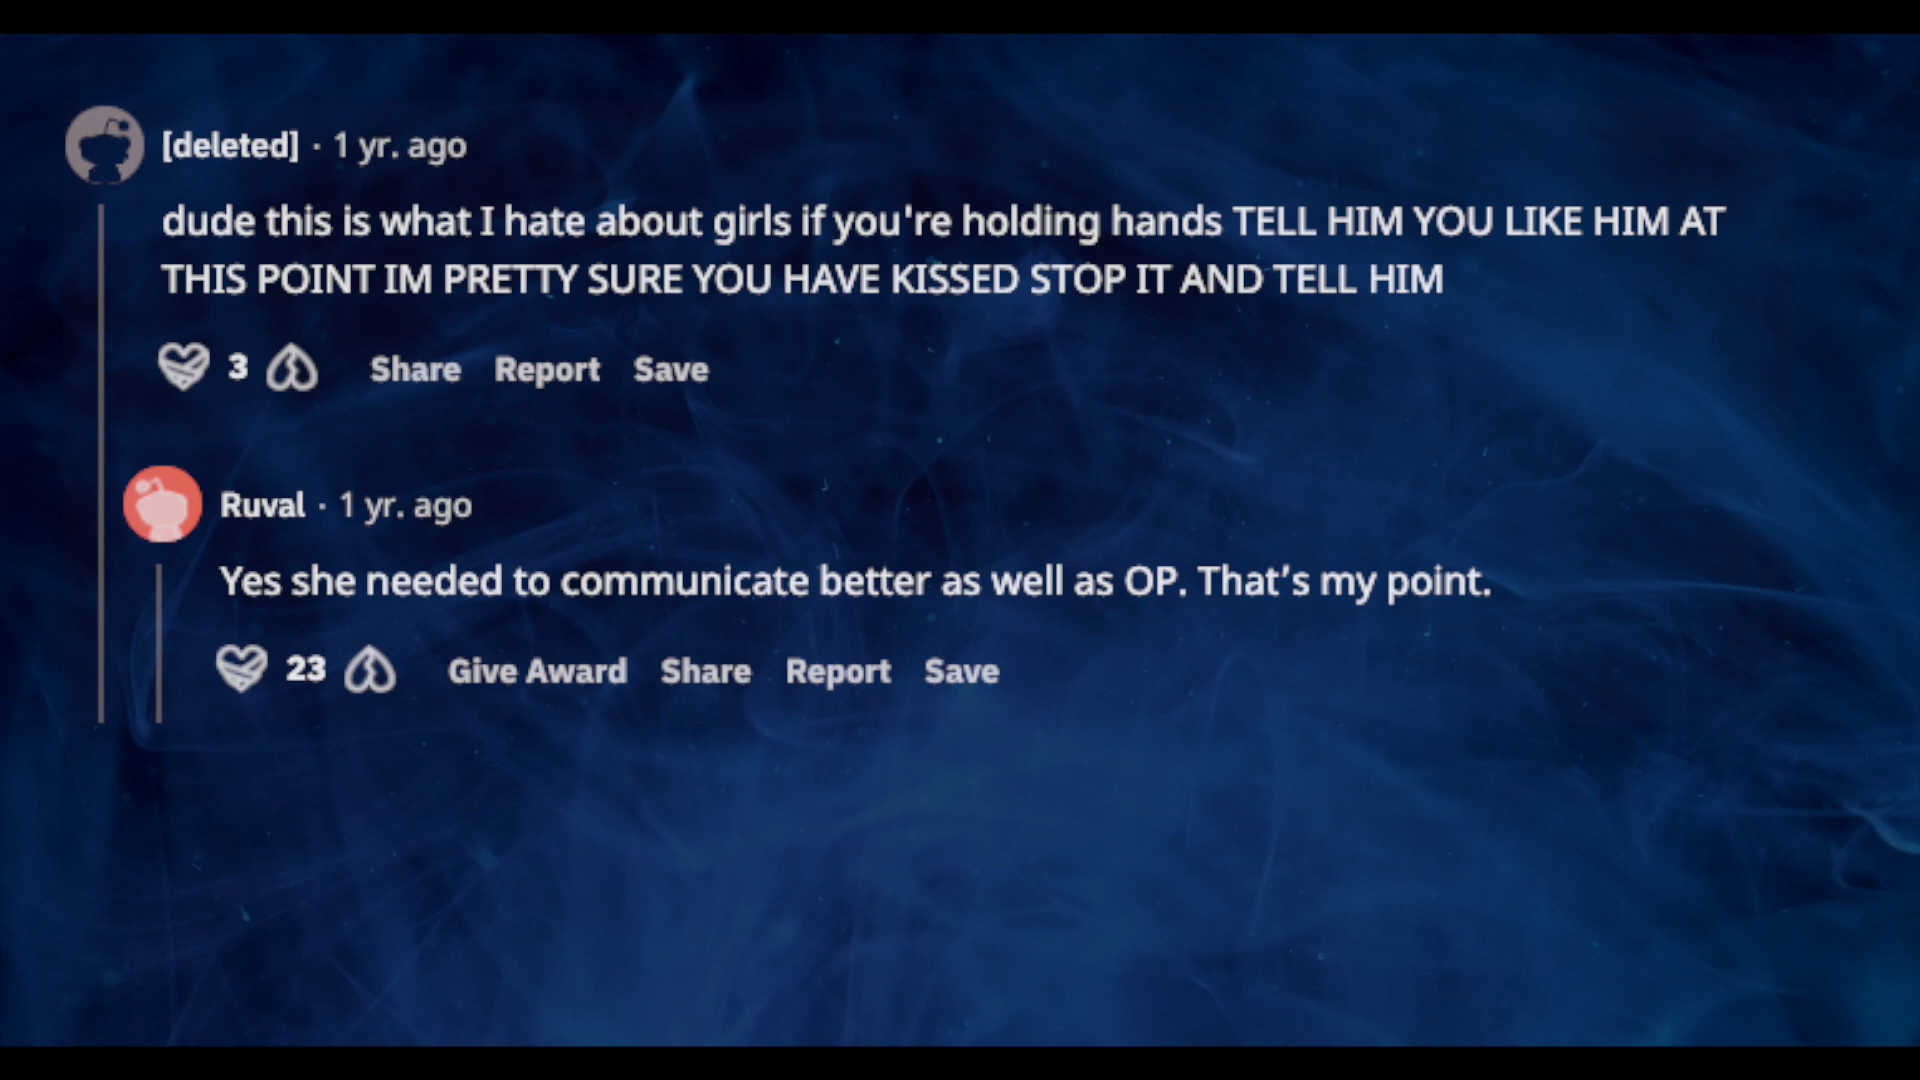 [deleted] · 1 yr. ago
dude this is what I hate about girls if you're holding hands TELL HIM YOU LIKE HIM AT
THIS POINT IM PRETTY SURE YOU HAVE KISSED STOP IT AND TELL HIM
3 Share Report Save
Ruval · 1 yr. ago
Yes she needed to communicate better as well as OP. That’s my point.
23 Give Award Share Report Save